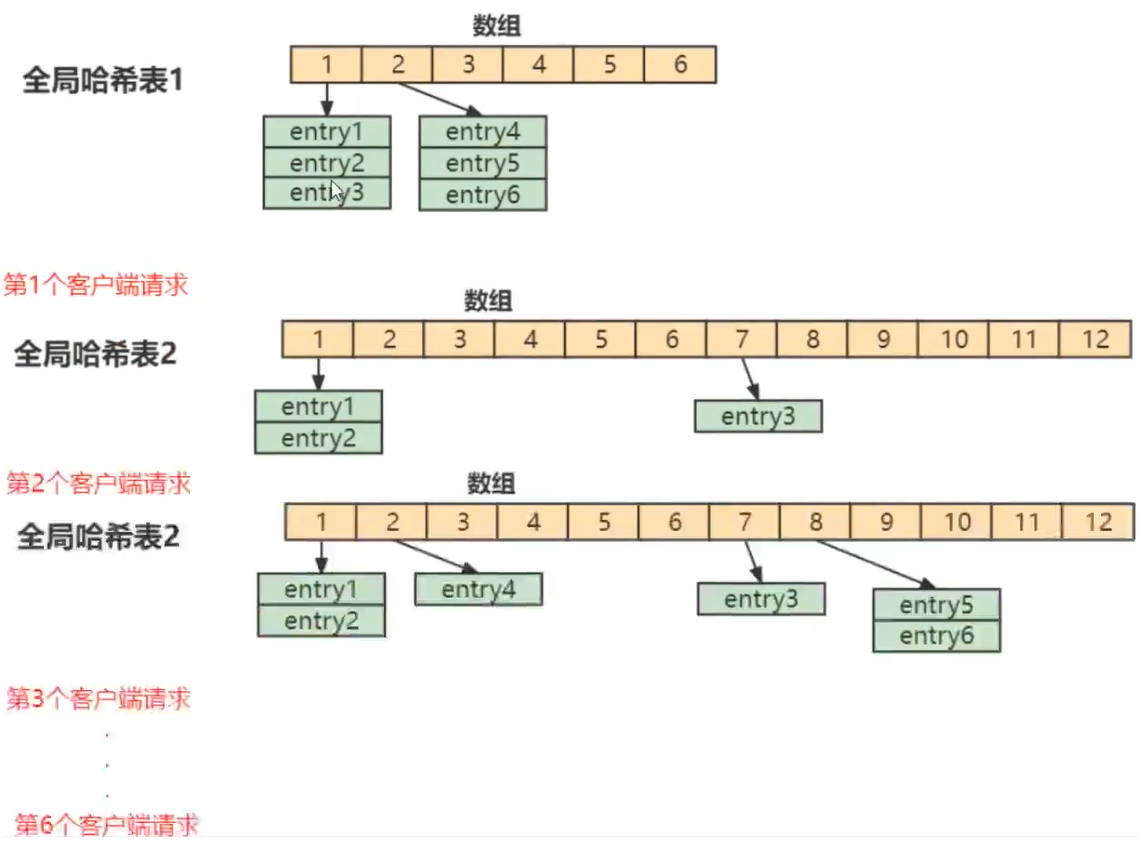 数组
全局哈希表1
1 2 3 4 5 6
entry1 entry4
entry2 entry5
entry3 entry6
第1个客户端请求
数组
全局哈希表2
1 2 3 4 5 6 7 8 9 10 11 12
entry1 entry3
entry2
第2个客户端请求
数组
全局哈希表2
1 2 3 4 5 6 7 8 9 10 11 12
entry1 entry4 entry3 entry5
entry2 entry6
第3个客户端请求
.
.
.
第6个客户端请求